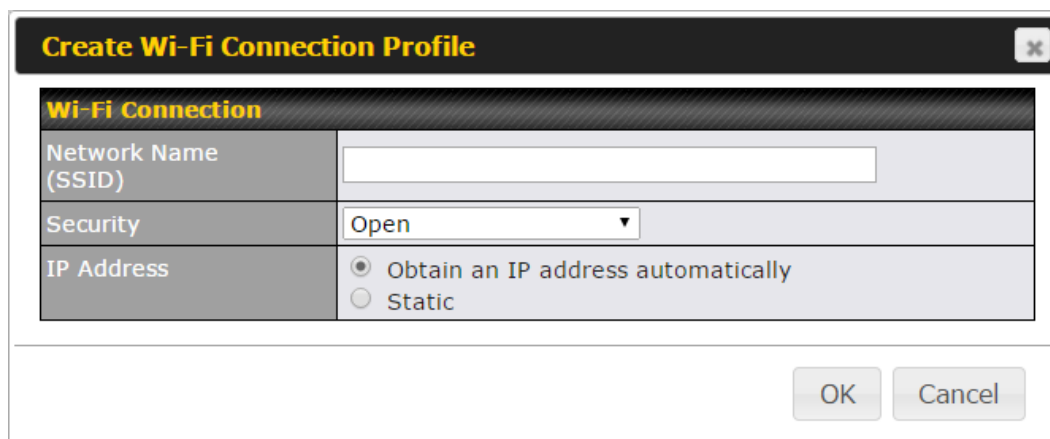 Create Wi-Fi Connection Profile
Wi-Fi Connection
Network Name
(SSID)
Security
Open
IP Address
Obtain an IP address automatically
Static
OK
Cancel